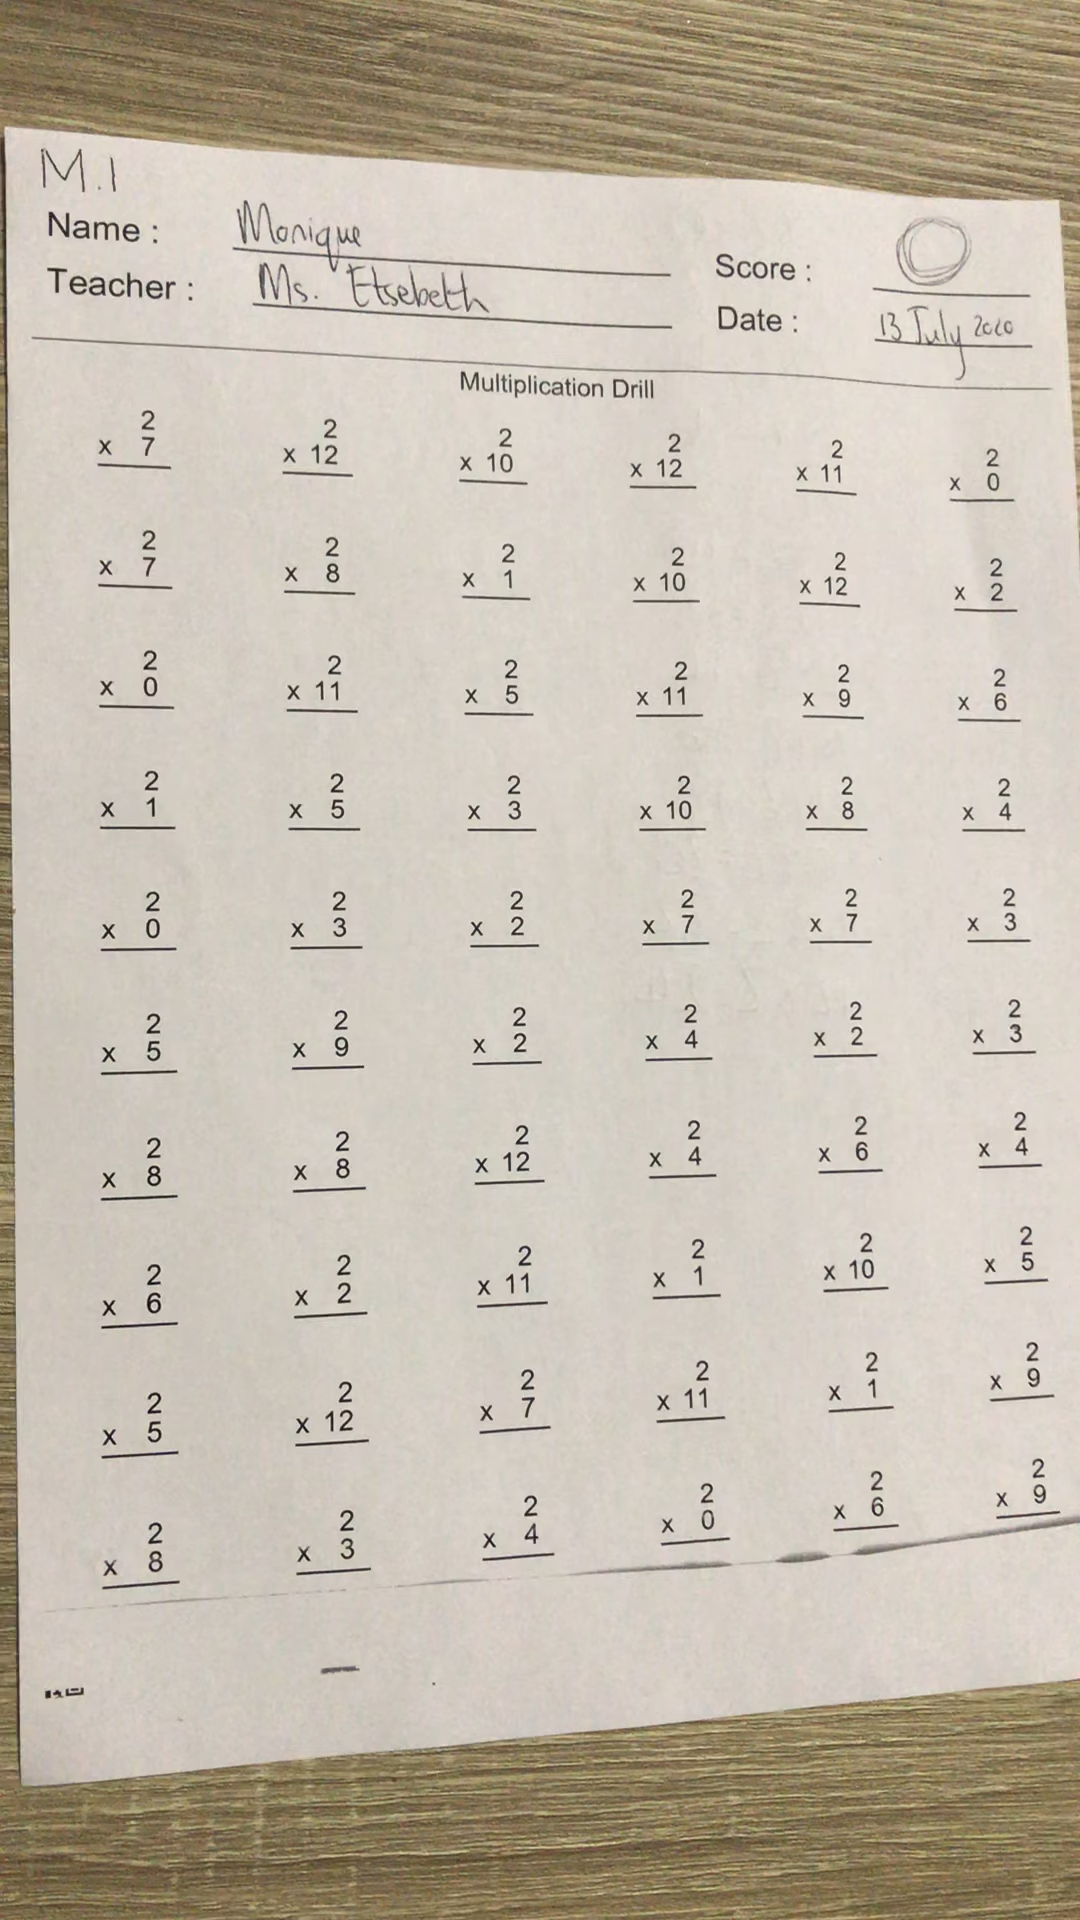 M.1
Name : Monique
Score :
Teacher : Ms. Etsebeth
Date : 13 July 2020
Multiplication Drill
2 2 2 2 2 2
x 7 x 12 x 10 x 12 x 11 x 0
2 2 2 2 2 2
x 7 x 8 x 1 x 10 x 12 x 2
2 2 2 2 2 2
x 0 x 11 x 5 x 11 x 9 x 6
2 2 2 2 2 2
x 1 x 5 x 3 x 10 x 8 x 4
2 2 2 2 2 2
x 0 x 3 x 2 x 7 x 7 x 3
2 2 2 2 2 2
x 5 x 9 x 2 x 4 x 2 x 3
2 2 2 2 2 2
x 8 x 8 x 12 x 4 x 6 x 4
2 2 2 2 2 2
x 6 x 2 x 11 x 1 x 10 x 5
2 2 2 2 2 2
x 5 x 12 x 7 x 11 x 1 x 9
2 2 2 2 2 2
x 8 x 3 x 4 x 0 x 6 x 9